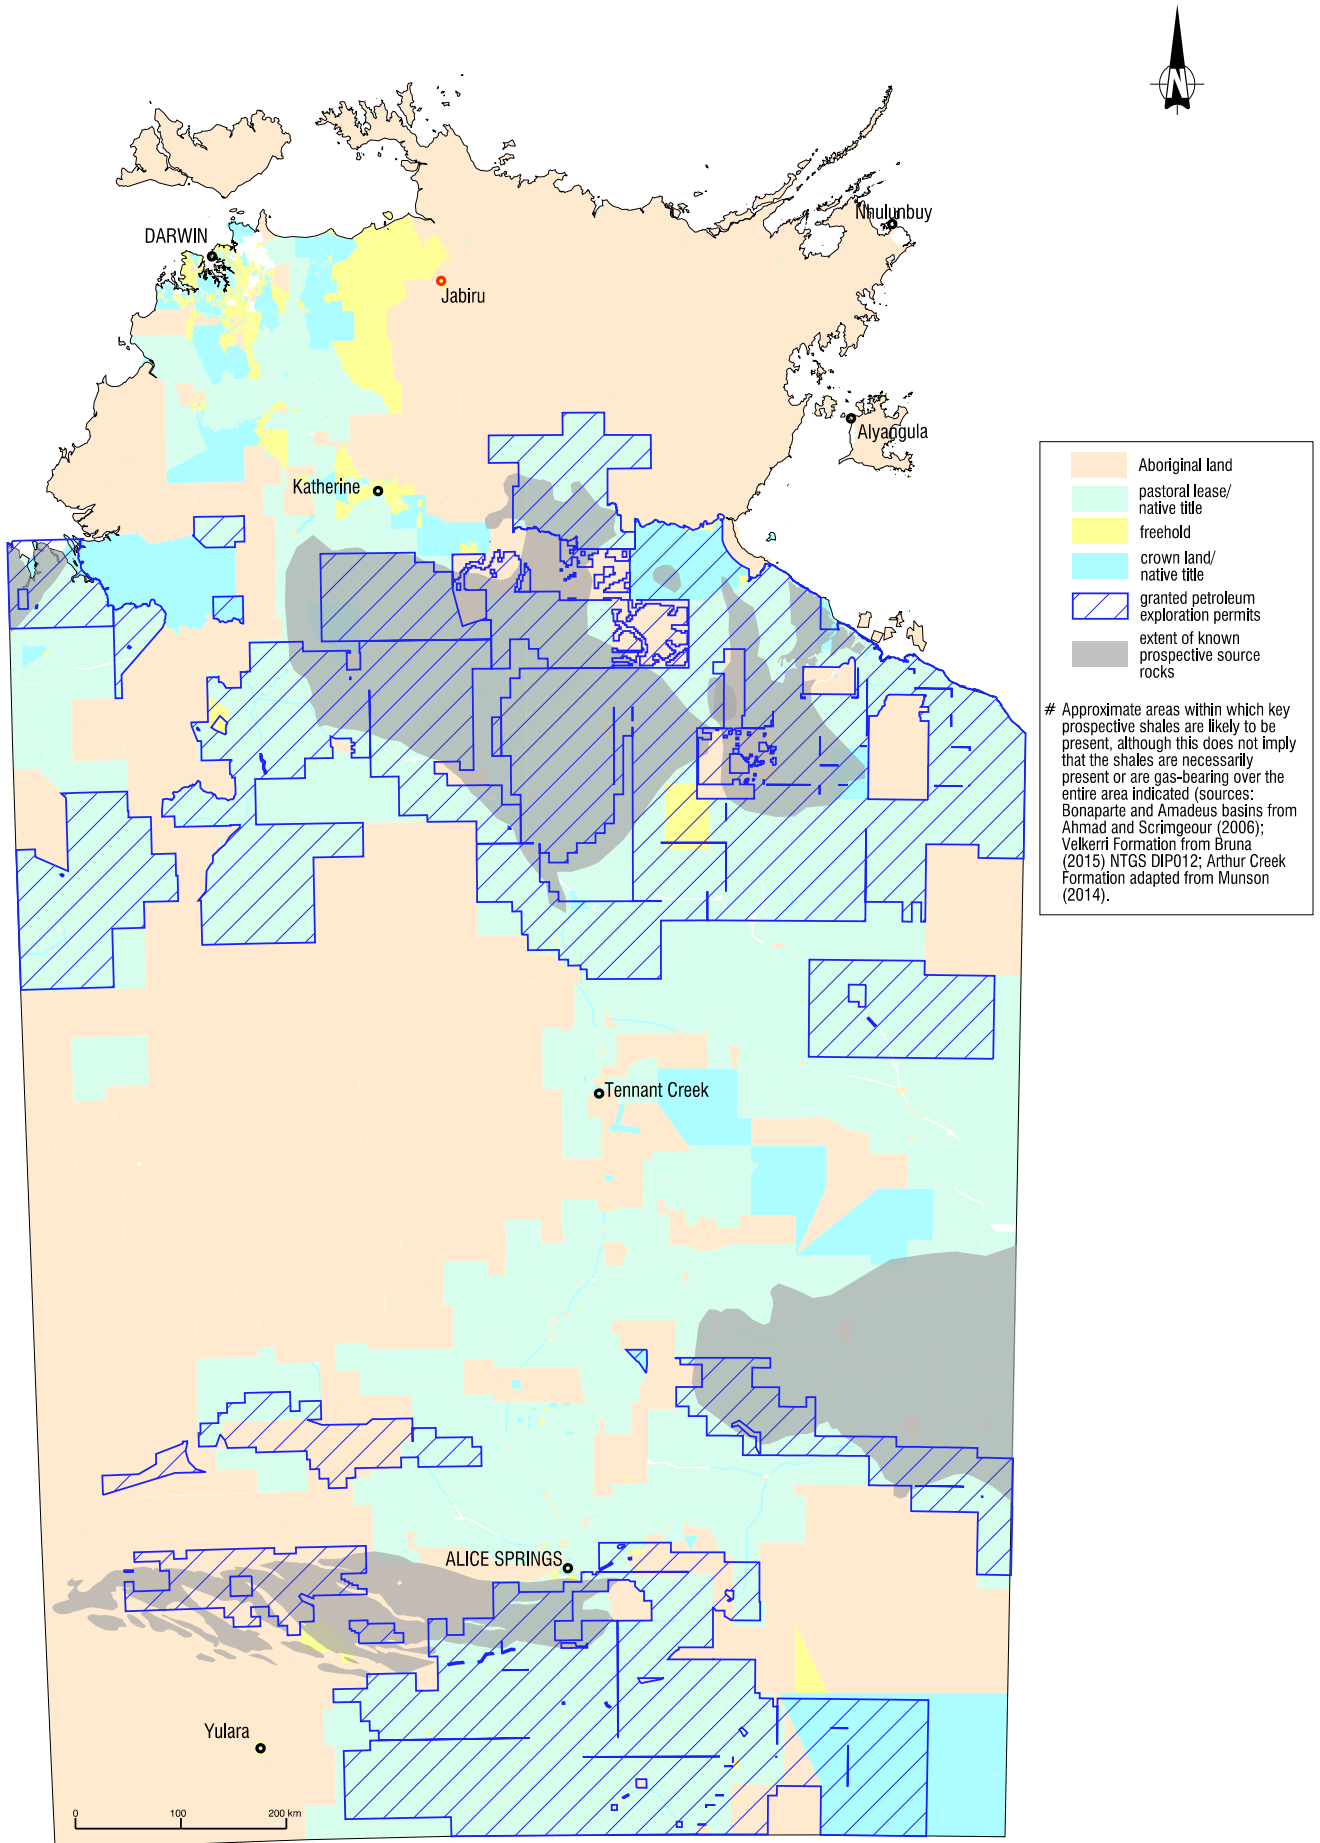 N
Nhulunbuy
DARWIN
Jabiru
Alyangula
Katherine
Aboriginal land
pastoral lease/
native title
freehold
crown land/
native title
granted petroleum
exploration permits
extent of known
prospective source
rocks
# Approximate areas within which key
prospective shales are likely to be
present, although this does not imply
that the shales are necessarily
present or are gas-bearing over the
entire area indicated (sources:
Bonaparte and Amadeus basins from
Ahmad and Scrimgeour (2006);
Velkerri Formation from Bruna
(2015) NTGS DIP012; Arthur Creek
Formation adapted from Munson
(2014).
Tennant Creek
ALICE SPRINGS
Yulara
0 100 200 km